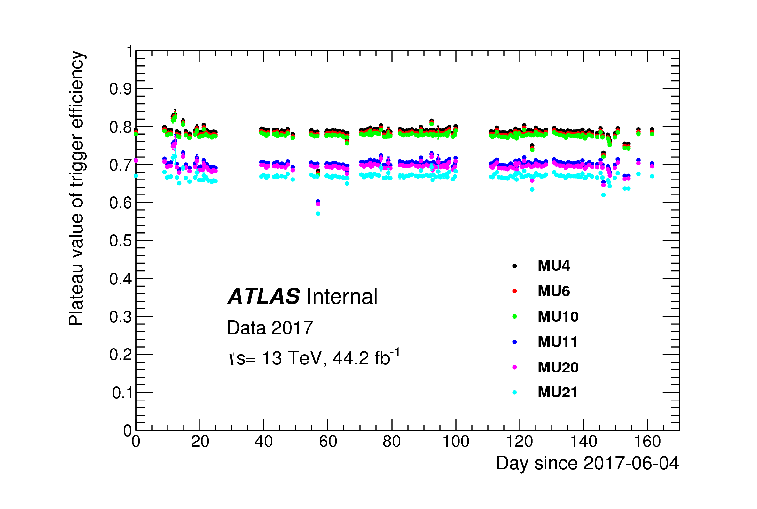 Plateau value of trigger efficiency
1
0.9
0.8
0.7
0.6
0.5
0.4
0.3
0.2
0.1
0
0 20 40 60 80 100 120 140 160
Day since 2017-06-04
ATLAS Internal
Data 2017
√s= 13 TeV, 44.2 fb⁻¹
MU4
MU6
MU10
MU11
MU20
MU21